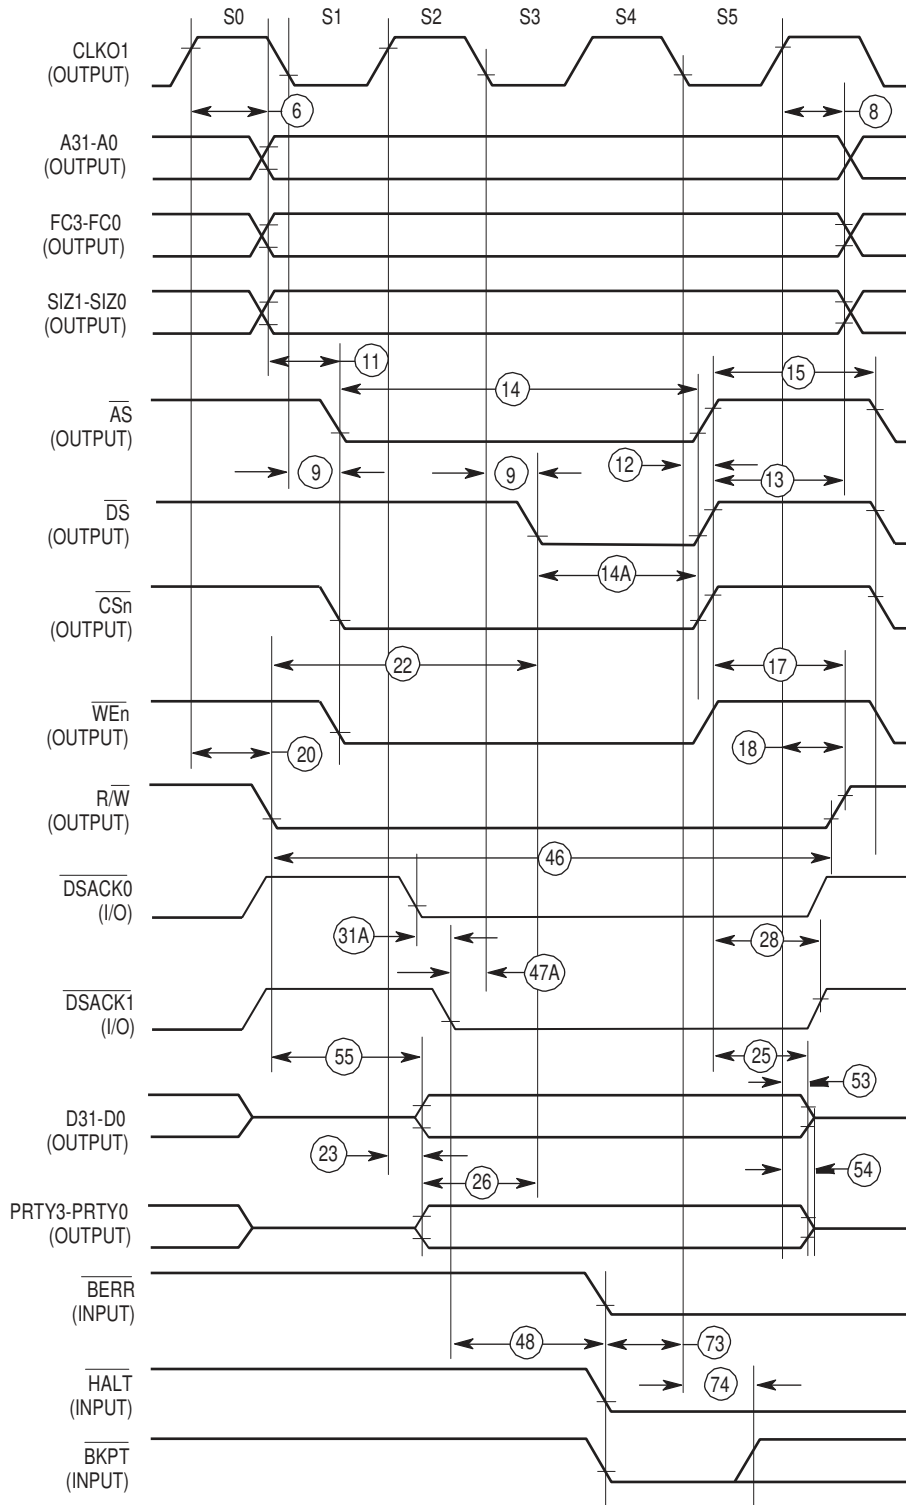 S0 S1 S2 S3 S4 S5
CLKO1
(OUTPUT)
6 8
A31-A0
(OUTPUT)
FC3-FC0
(OUTPUT)
SIZ1-SIZ0
(OUTPUT)
11 15
14
AS
(OUTPUT)
9 9 12 13
DS
(OUTPUT)
14A
CSn
(OUTPUT)
22 17
WEn
(OUTPUT)
20 18
R/W
(OUTPUT)
46
DSACK0
(I/O)
31A 28
47A
DSACK1
(I/O)
55 25
53
D31-D0
(OUTPUT)
23 54
26
PRTY3-PRTY0
(OUTPUT)
BERR
(INPUT)
48 73
HALT
(INPUT)
74
BKPT
(INPUT)